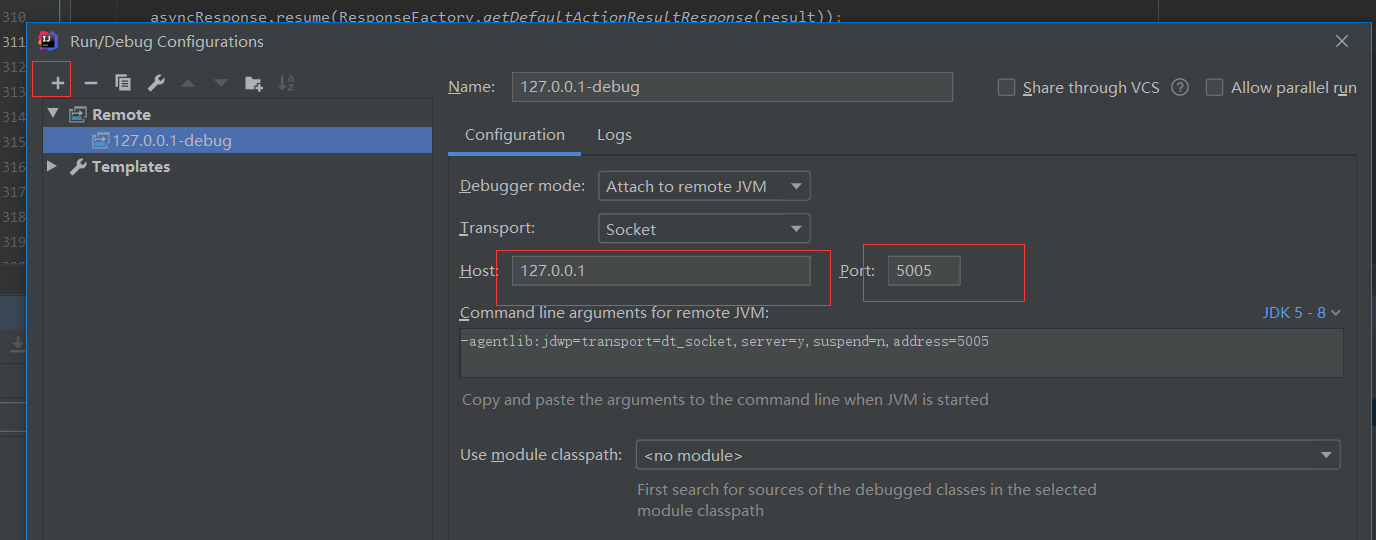 310 asyncResponse.resume(ResponseFactory.getDefaultActionResultResponse(result));
311
Run/Debug Configurations
312
313
314
315
316
317
318
319
Remote
127.0.0.1-debug
Templates
Name: 127.0.0.1-debug
Share through VCS ?
Allow parallel run
Configuration Logs
Debugger mode: Attach to remote JVM
Transport: Socket
Host: 127.0.0.1 Port: 5005
Command line arguments for remote JVM: JDK 5 - 8
-agentlib:jdwp=transport=dt_socket,server=y,suspend=n,address=5005
Copy and paste the arguments to the command line when JVM is started
Use module classpath: <no module>
First search for sources of the debugged classes in the selected
module classpath